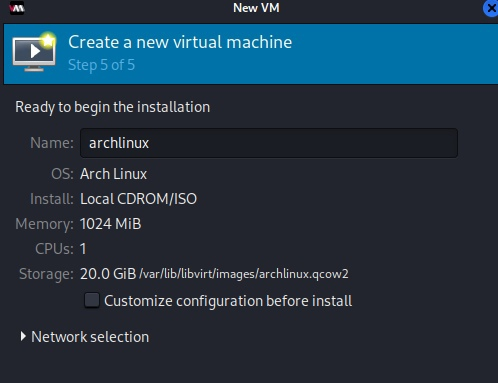 New VM
Create a new virtual machine
Step 5 of 5
Ready to begin the installation
Name: archlinux
OS: Arch Linux
Install: Local CDROM/ISO
Memory: 1024 MiB
CPUs: 1
Storage: 20.0 GiB /var/lib/libvirt/images/archlinux.qcow2
Customize configuration before install
Network selection